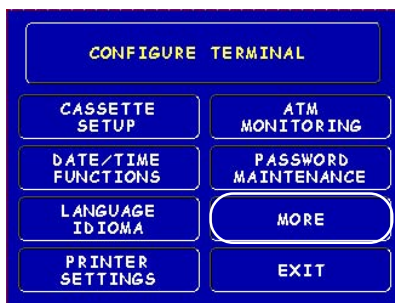 CONFIGURE TERMINAL
CASSETTE
SETUP
ATM
MONITORING
DATE/TIME
FUNCTIONS
PASSWORD
MAINTENANCE
LANGUAGE
IDIOMA
MORE
PRINTER
SETTINGS
EXIT